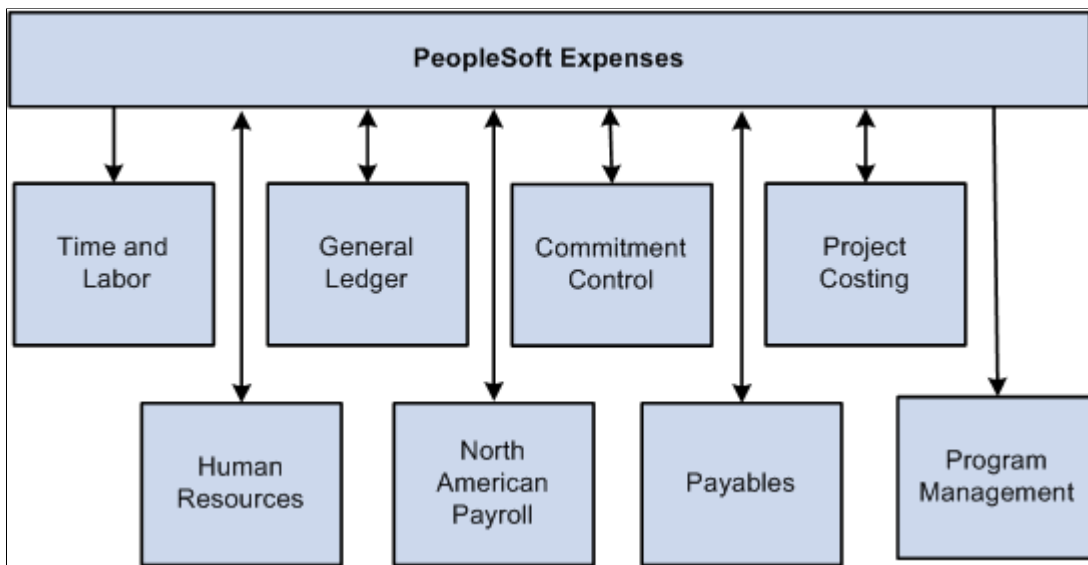 PeopleSoft Expenses
Time and
Labor
General
Ledger
Commitment
Control
Project
Costing
Human
Resources
North
American
Payroll
Payables
Program
Management